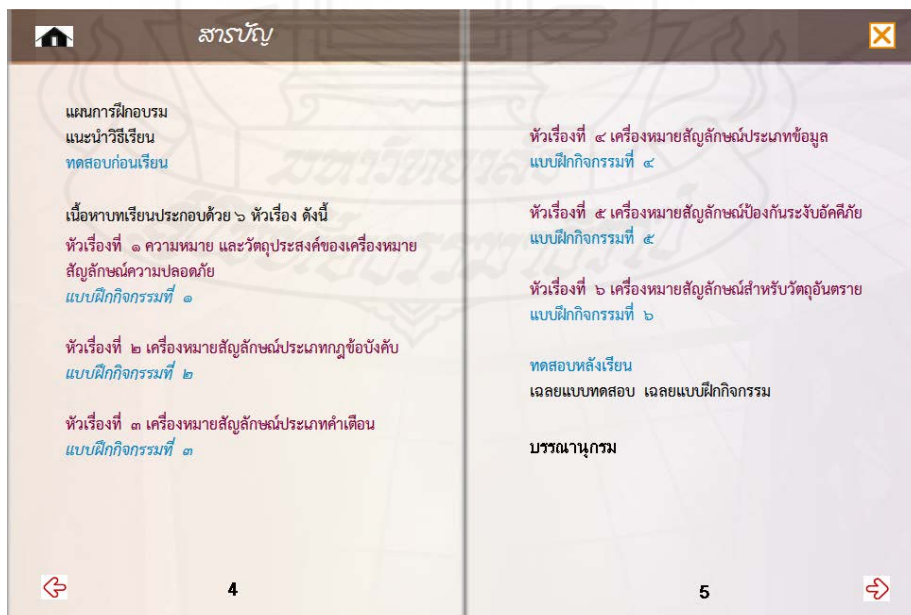 สารบัญ
แผนการฝึกอบรม
แนะนำวิธีเรียน
ทดสอบก่อนเรียน
เนื้อหาบทเรียนประกอบด้วย ๖ หัวเรื่อง ดังนี้
หัวเรื่องที่ ๑ ความหมาย และวัตถุประสงค์ของเครื่องหมาย
สัญลักษณ์ความปลอดภัย
แบบฝึกกิจกรรมที่ ๑
หัวเรื่องที่ ๒ เครื่องหมายสัญลักษณ์ประเภทกฎข้อบังคับ
แบบฝึกกิจกรรมที่ ๒
หัวเรื่องที่ ๓ เครื่องหมายสัญลักษณ์ประเภทคำเตือน
แบบฝึกกิจกรรมที่ ๓
4
หัวเรื่องที่ ๔ เครื่องหมายสัญลักษณ์ประเภทข้อมูล
แบบฝึกกิจกรรมที่ ๔
หัวเรื่องที่ ๕ เครื่องหมายสัญลักษณ์ป้องกันระงับอัคคีภัย
แบบฝึกกิจกรรมที่ ๕
หัวเรื่องที่ ๖ เครื่องหมายสัญลักษณ์สำหรับวัตถุอันตราย
แบบฝึกกิจกรรมที่ ๖
ทดสอบหลังเรียน
เฉลยแบบทดสอบ เฉลยแบบฝึกกิจกรรม
บรรณานุกรม
5